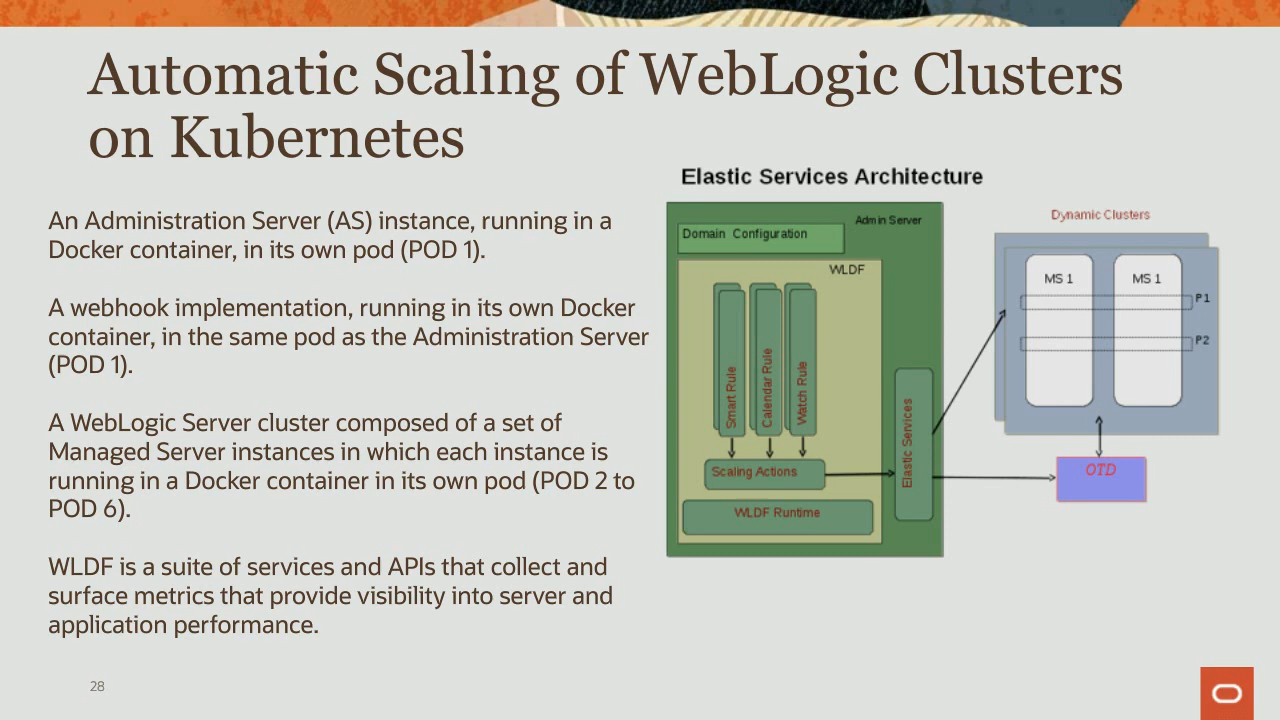 Automatic Scaling of WebLogic Clusters
on Kubernetes
An Administration Server (AS) instance, running in a
Docker container, in its own pod (POD 1).
A webhook implementation, running in its own Docker
container, in the same pod as the Administration Server
(POD 1).
A WebLogic Server cluster composed of a set of
Managed Server instances in which each instance is
running in a Docker container in its own pod (POD 2 to
POD 6).
WLDF is a suite of services and APIs that collect and
surface metrics that provide visibility into server and
application performance.
Elastic Services Architecture
Admin Server
Domain Configuration
WLDF
Smart Rule
Calendar Rule
Watch Rule
Scaling Actions
WLDF Runtime
Elastic Services
Dynamic Clusters
MS 1
MS 1
P1
P2
OTD
28